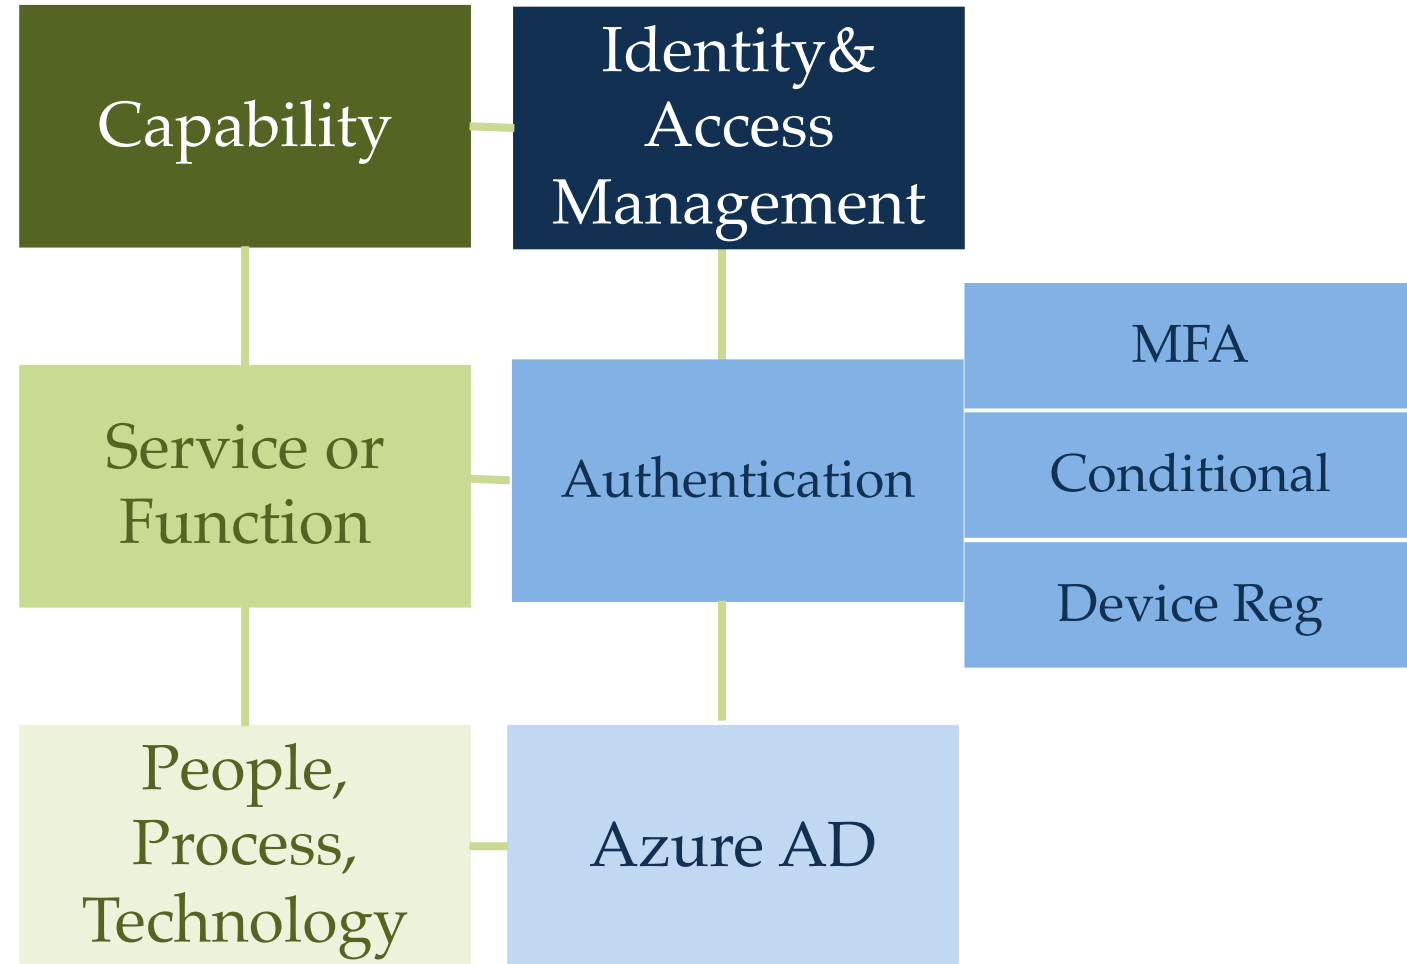 Capability
Identity&
Access
Management
MFA
Service or
Function
Authentication
Conditional
Device Reg
People,
Process,
Technology
Azure AD